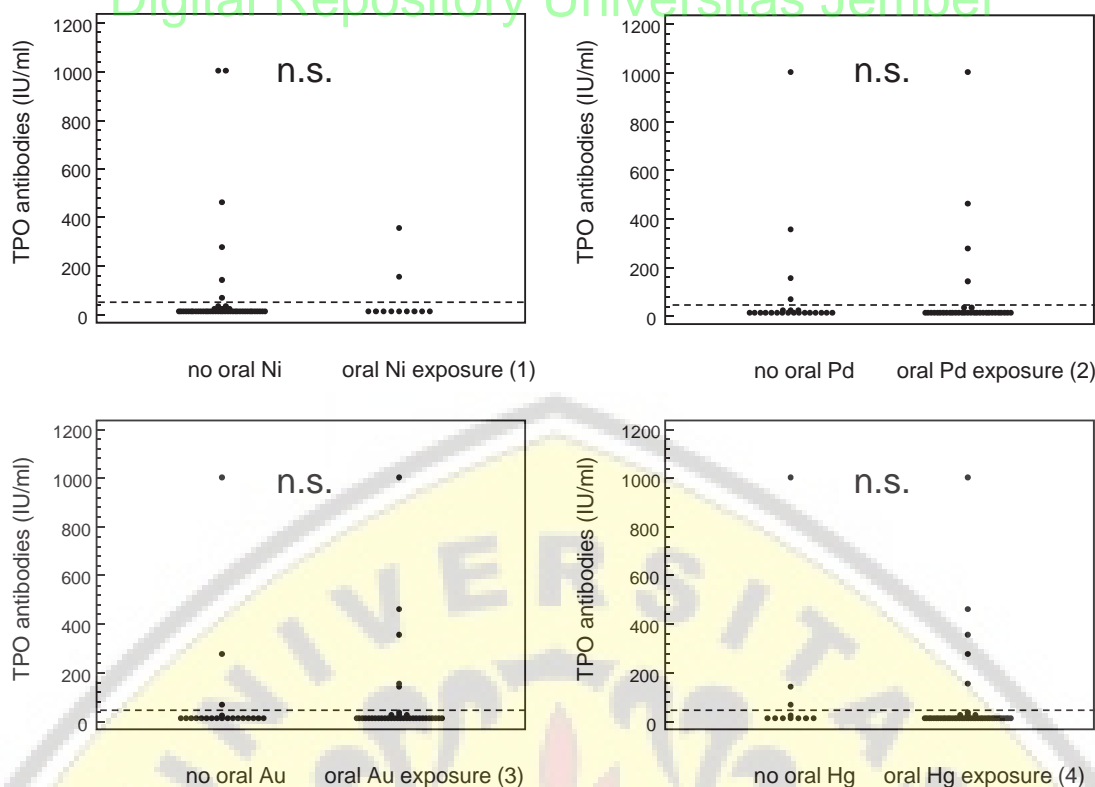 Digital Repository Universitas Jember
1200
1000
800
600
400
200
0
TPO antibodies (IU/ml)
n.s.
no oral Ni
oral Ni exposure (1)
1200
1000
800
600
400
200
0
TPO antibodies (IU/ml)
n.s.
no oral Pd
oral Pd exposure (2)
1200
1000
800
600
400
200
0
TPO antibodies (IU/ml)
n.s.
no oral Au
oral Au exposure (3)
1200
1000
800
600
400
200
0
TPO antibodies (IU/ml)
n.s.
no oral Hg
oral Hg exposure (4)
UNIVERSITA